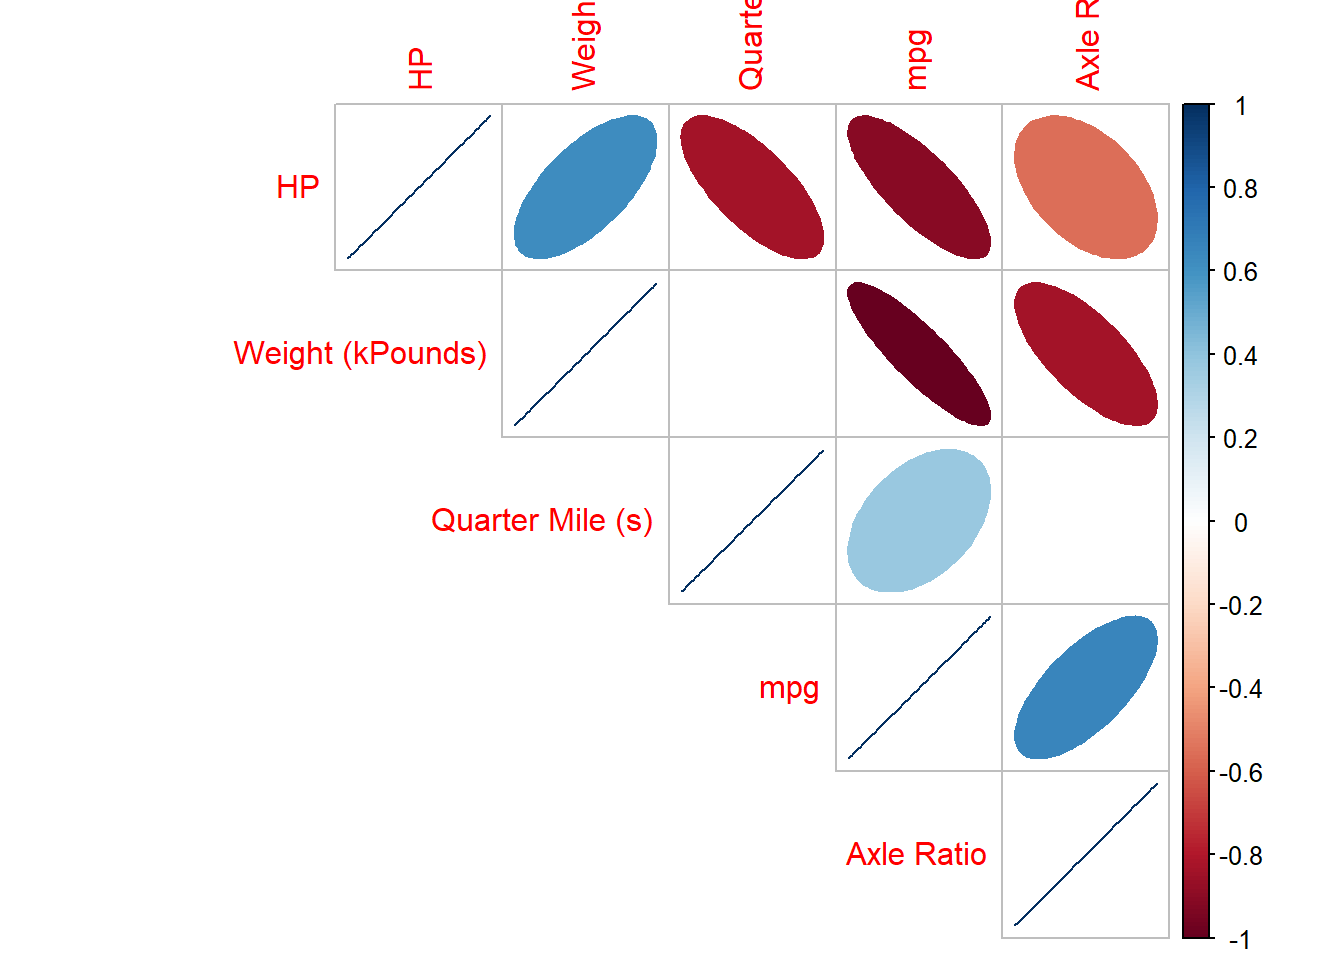 HP
Weigh
Quarte
mpg
Axle R
HP
Weight (kPounds)
Quarter Mile (s)
mpg
Axle Ratio
1
0.8
0.6
0.4
0.2
0
-0.2
-0.4
-0.6
-0.8
-1